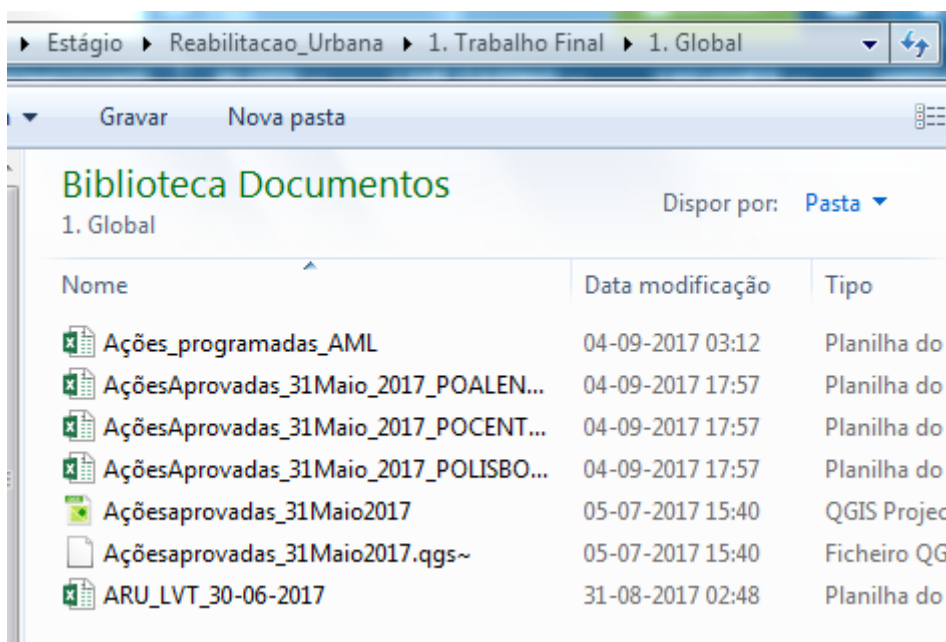 Estágio Reabilitacao_Urbana 1. Trabalho Final 1. Global
Gravar Nova pasta
Biblioteca Documentos
1. Global
Dispor por: Pasta
Nome Data modificação Tipo
Ações_programadas_AML 04-09-2017 03:12 Planilha do
AçõesAprovadas_31Maio_2017_POALEN... 04-09-2017 17:57 Planilha do
AçõesAprovadas_31Maio_2017_POCENT... 04-09-2017 17:57 Planilha do
AçõesAprovadas_31Maio_2017_POLISBO... 04-09-2017 17:57 Planilha do
Açõesaprovadas_31Maio2017 05-07-2017 15:40 QGIS Projec
Açõesaprovadas_31Maio2017.qgs~ 05-07-2017 15:40 Ficheiro QG
ARU_LVT_30-06-2017 31-08-2017 02:48 Planilha do